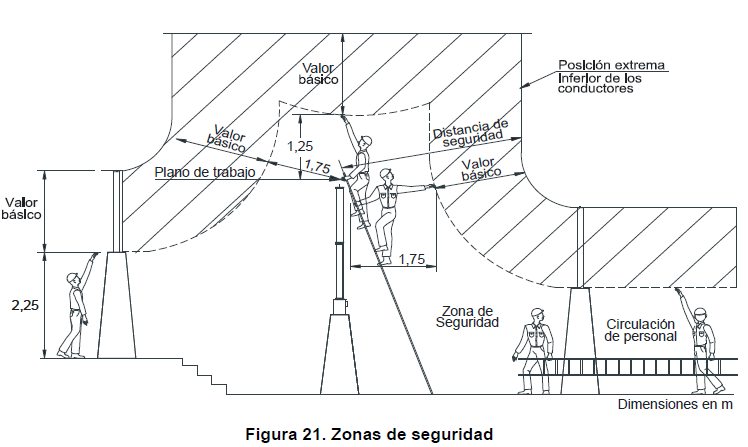 Valor
básico
Posición extrema
Inferior de los
conductores
Valor
básico
1,25
Distancia de
seguridad
1,75
Plano de trabajo
Valor
básico
Valor
básico
1,75
2,25
Zona de
Seguridad
Circulación
de personal
Dimensiones en m
Figura 21. Zonas de seguridad